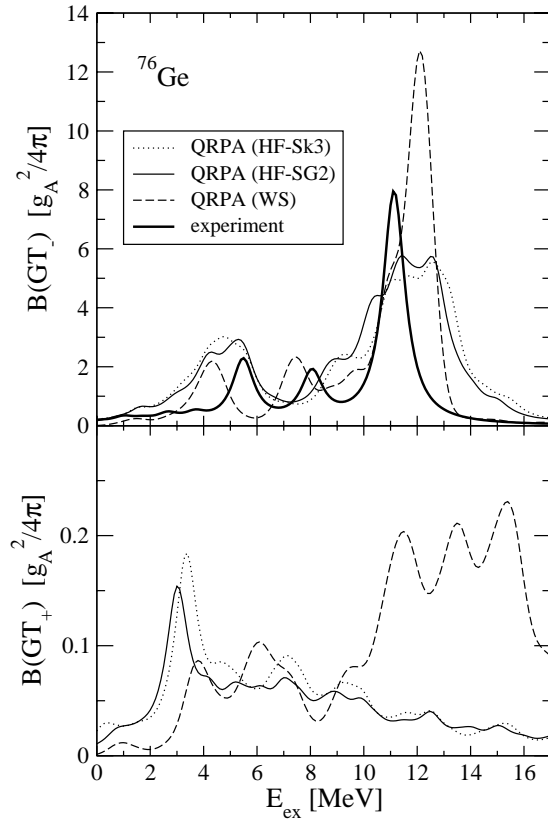 ⁷⁶Ge
QRPA (HF-Sk3)
QRPA (HF-SG2)
QRPA (WS)
experiment
B(GT₋) [g_A²/4π]
14
12
10
8
6
4
2
0
B(GT₊) [g_A²/4π]
0.2
0.1
0
0 2 4 6 8 10 12 14 16
E_ex [MeV]